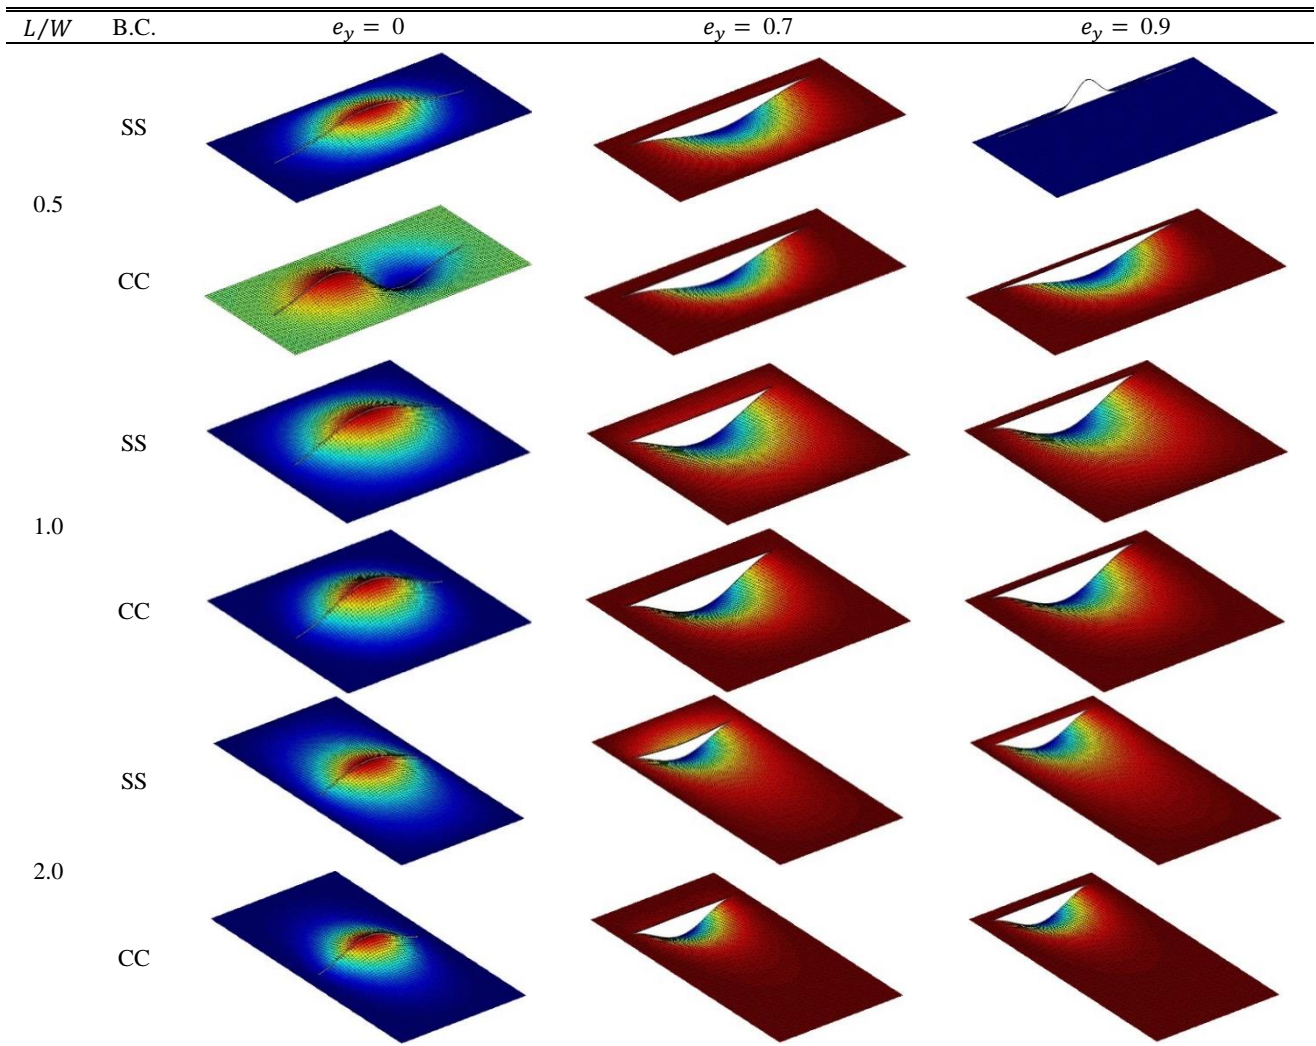 L/W B.C. e_y = 0 e_y = 0.7 e_y = 0.9
SS
0.5
CC
SS
1.0
CC
SS
2.0
CC